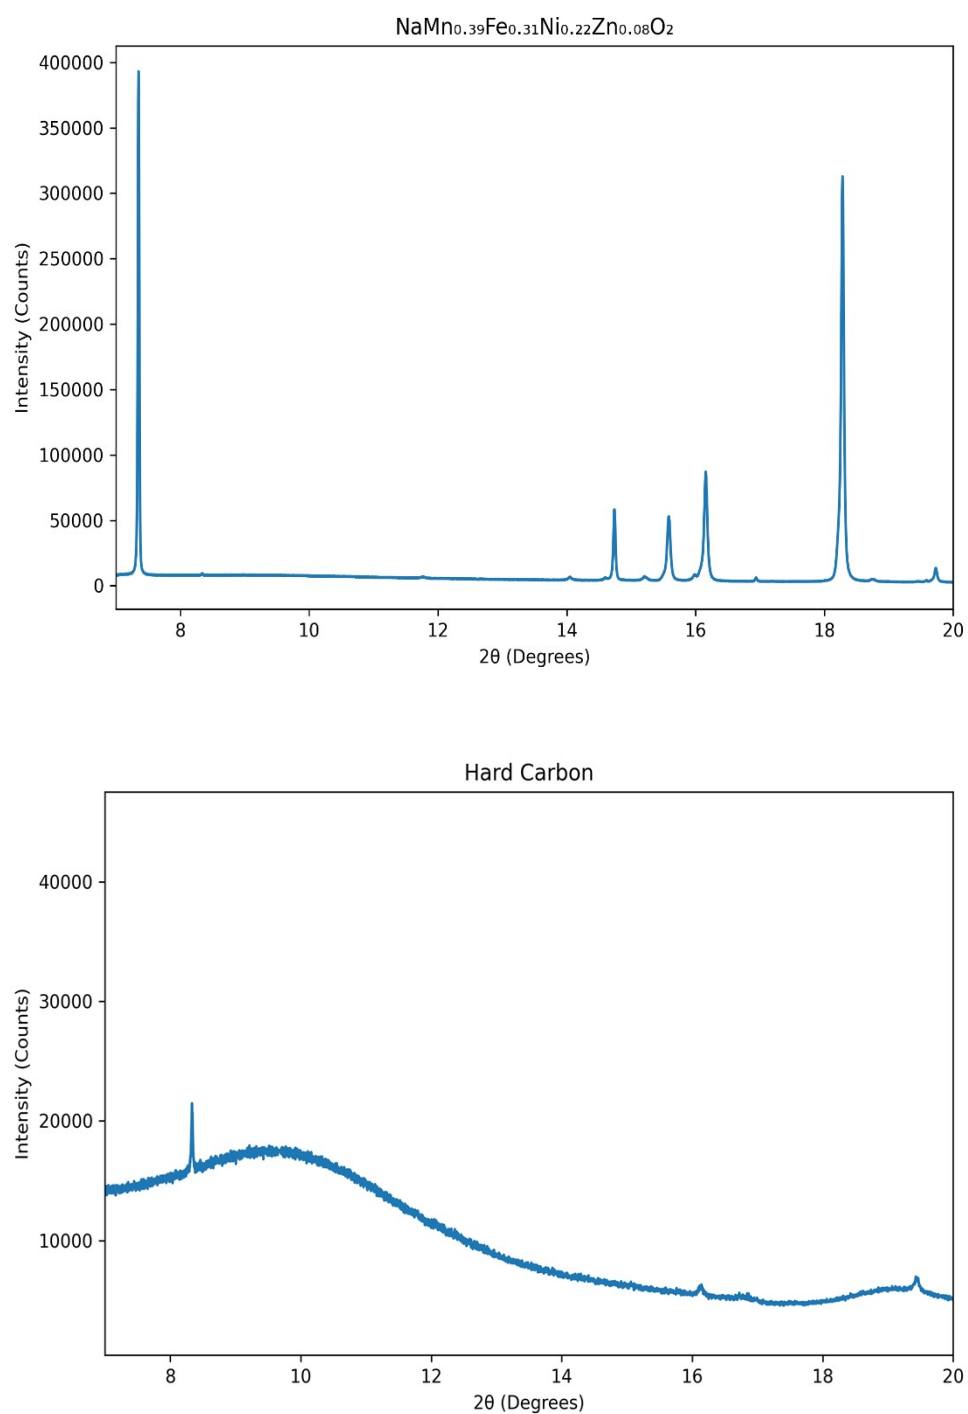 NaMn₀.₃₉Fe₀.₃₁Ni₀.₂₂Zn₀.₀₈O₂
400000
350000
300000
250000
200000
150000
100000
50000
0
Intensity (Counts)
8 10 12 14 16 18 20
2θ (Degrees)
Hard Carbon
40000
30000
20000
10000
Intensity (Counts)
8 10 12 14 16 18 20
2θ (Degrees)